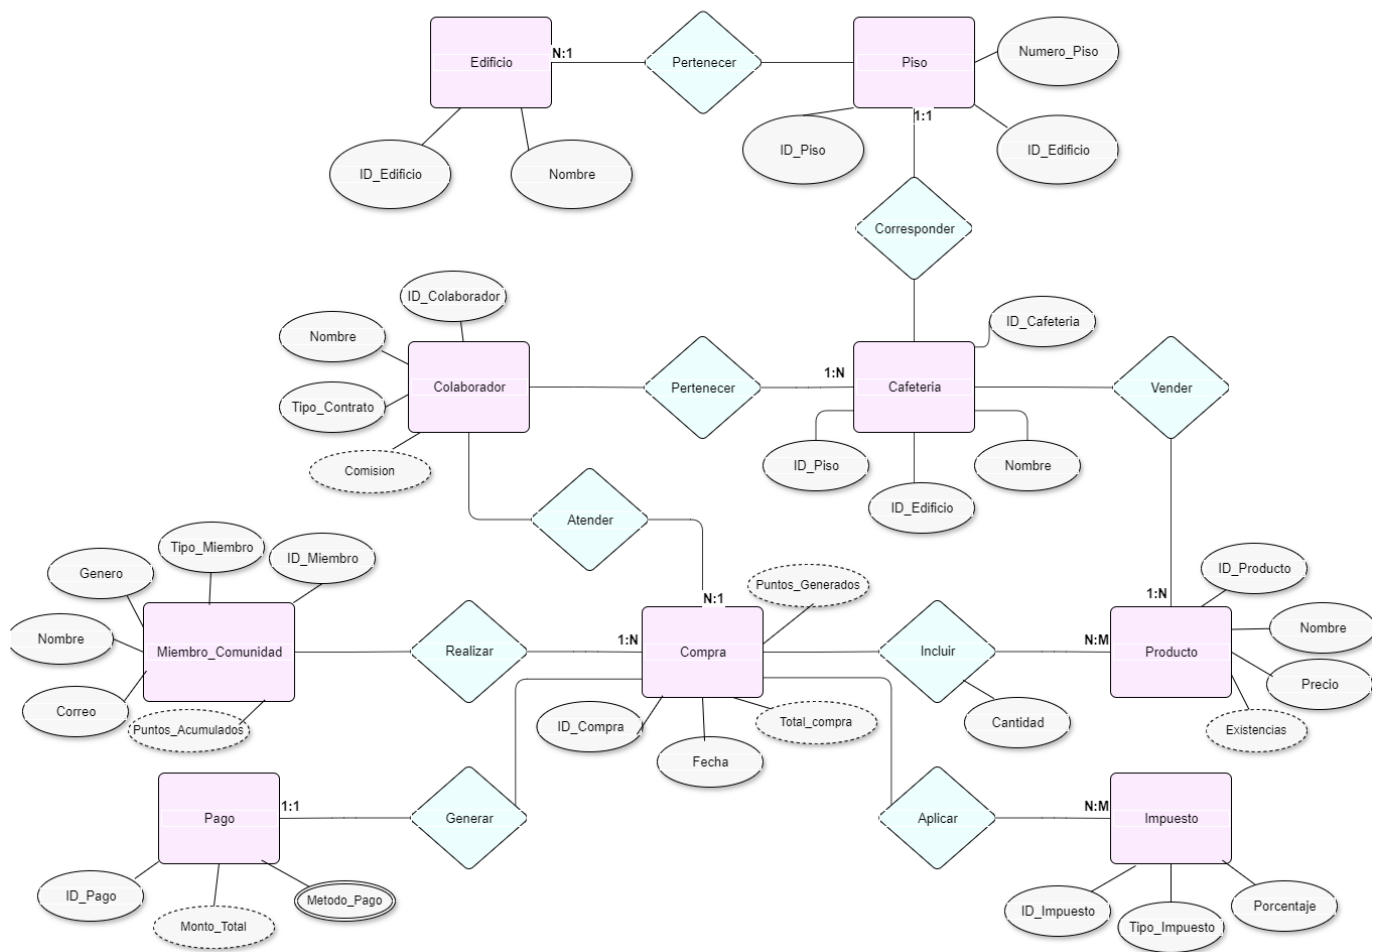 Edificio
N:1
Pertenecer
Piso
Numero_Piso
1:1
ID_Edificio
Nombre
ID_Piso
ID_Edificio
Corresponder
ID_Colaborador
Nombre
ID_Cafeteria
Colaborador
Pertenecer
1:N
Cafeteria
Vender
Tipo_Contrato
Comision
ID_Piso
Nombre
ID_Edificio
Atender
Tipo_Miembro
ID_Miembro
Genero
Puntos_Generados
ID_Producto
N:1
1:N
Nombre
Miembro_Comunidad
Realizar
1:N
Compra
Incluir
N:M
Producto
Nombre
Precio
Correo
Puntos_Acumulados
ID_Compra
Total_compra
Cantidad
Existencias
Fecha
1:1
Pago
Generar
Aplicar
N:M
Impuesto
ID_Pago
Metodo_Pago
Monto_Total
ID_Impuesto
Tipo_Impuesto
Porcentaje